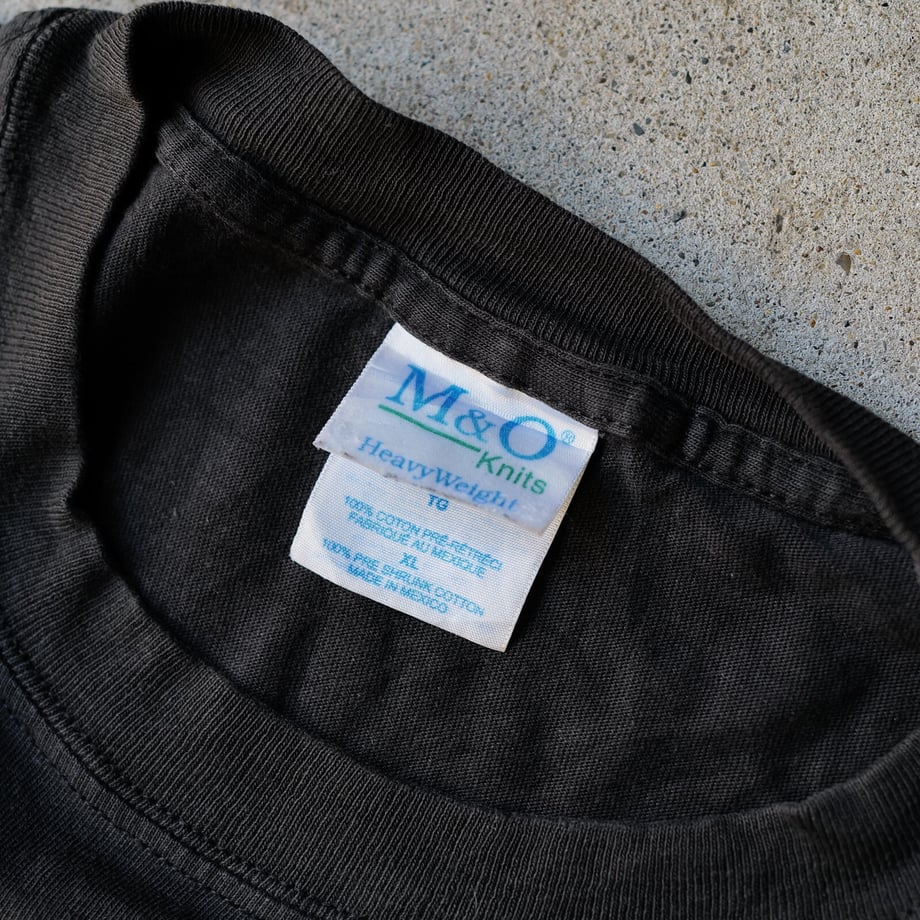 M&O®
Knits
HeavyWeight
TG
100% COTON PRÉ-RÉTRÉCI
FABRIQUÉ AU MEXIQUE
XL
100% PRE SHRUNK COTTON
MADE IN MEXICO